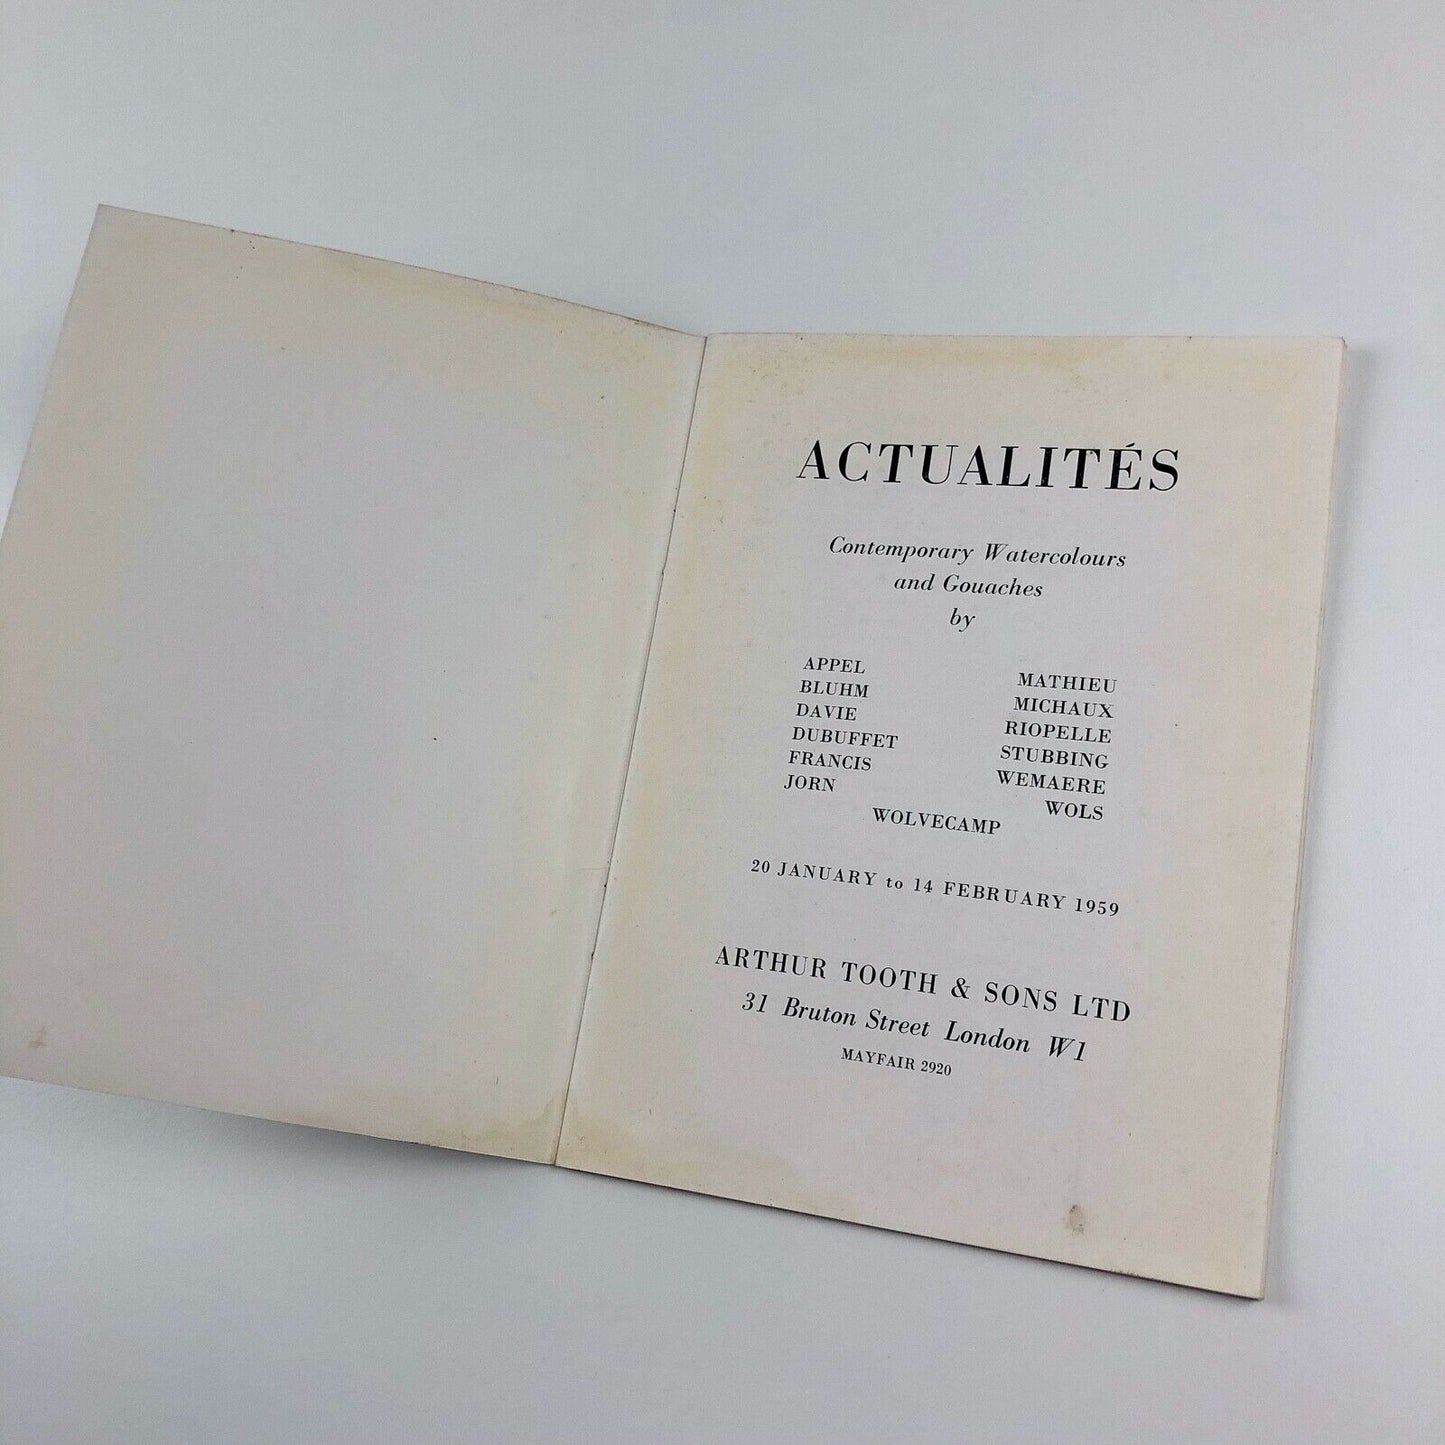 ACTUALITÉS
Contemporary Watercolours
and Gouaches
by
APPEL
BLUHM
DAVIE
DUBUFFET
FRANCIS
JORN
MATHIEU
MICHAUX
RIOPELLE
STUBBING
WEMAERE
WOLS
WOLVECAMP
20 JANUARY to 14 FEBRUARY 1959
ARTHUR TOOTH & SONS LTD
31 Bruton Street London W1
MAYFAIR 2920